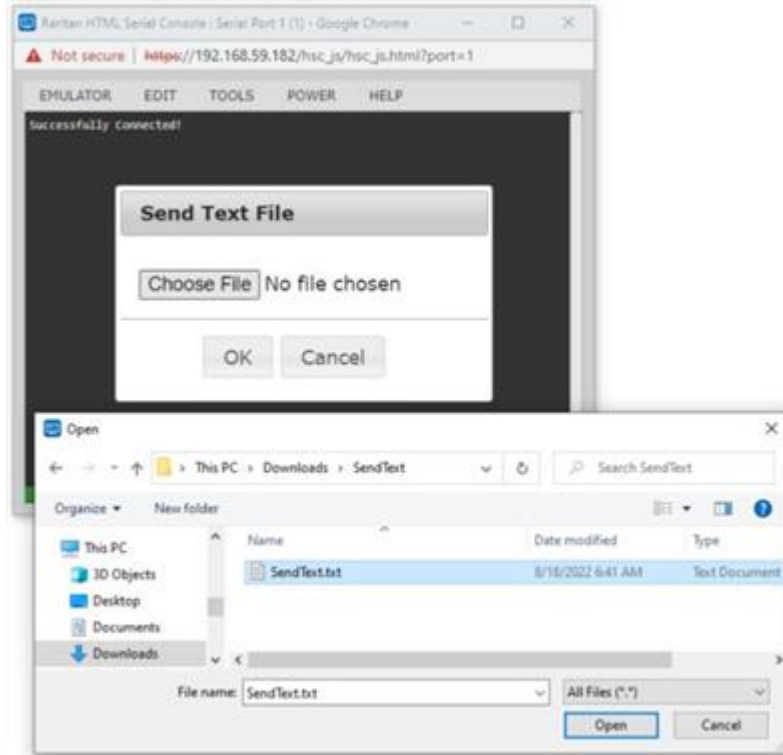 Raritan HTML Serial Console : Serial Port 1 (1) - Google Chrome
Not secure | https://192.168.59.182/hsc_js/hsc_js.html?port=1
EMULATOR EDIT TOOLS POWER HELP
Successfully Connected!
Send Text File
Choose File No file chosen
OK Cancel
Open
This PC > Downloads > SendText Search SendText
Organize New folder
Name Date modified Type
This PC
SendText.txt 8/18/2022 6:41 AM Text Document
3D Objects
Desktop
Documents
Downloads
File name: SendText.txt All Files (*.*)
Open Cancel